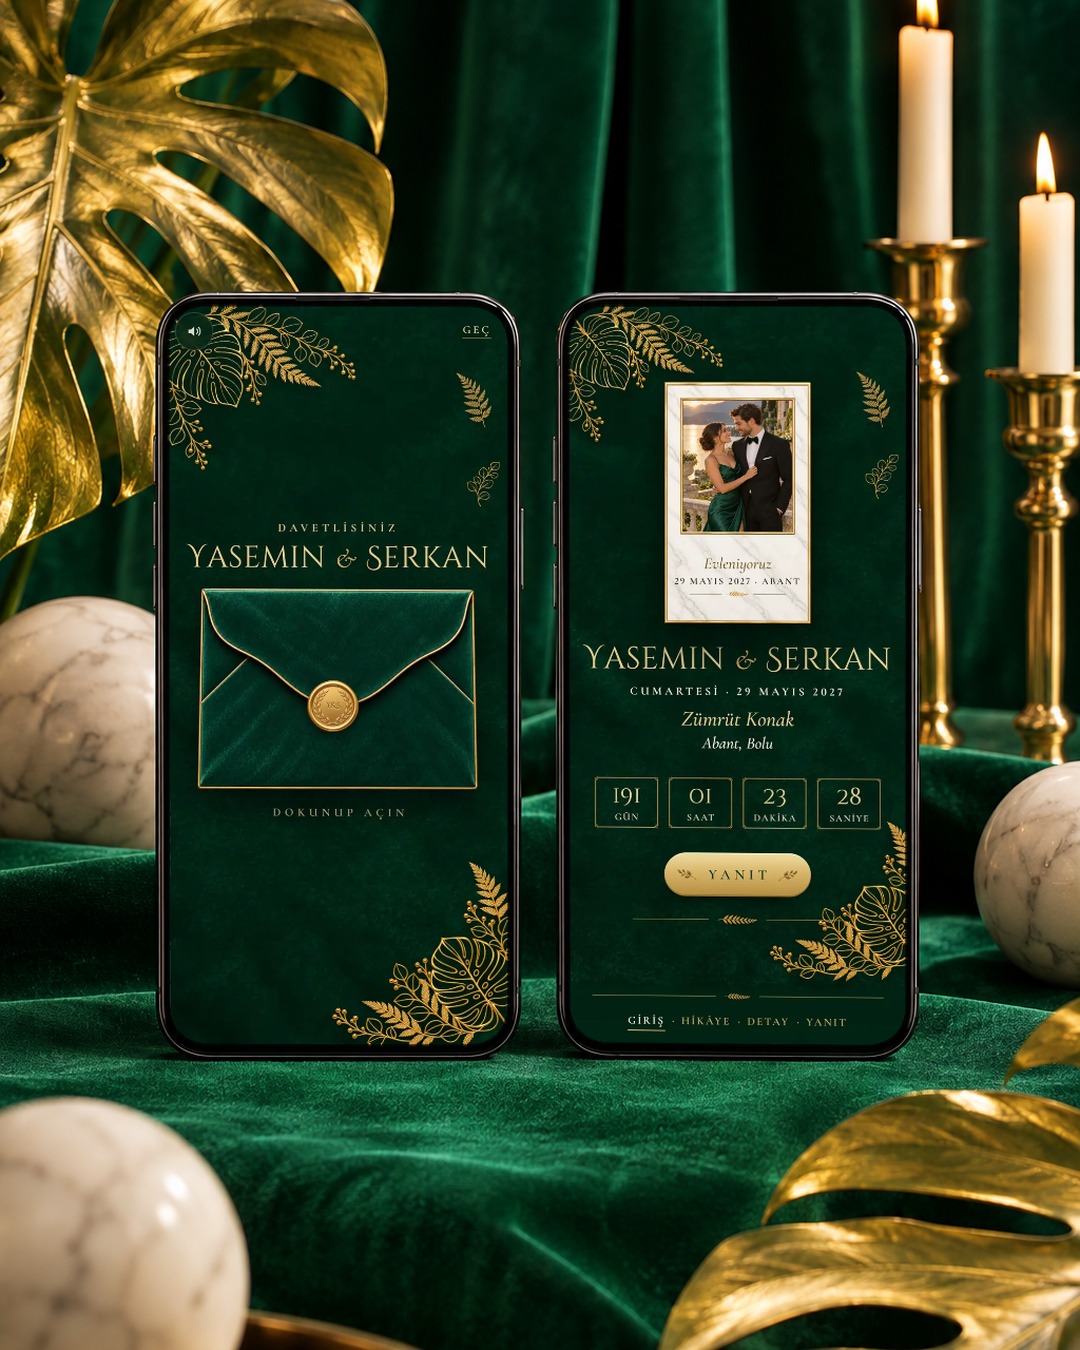 GEÇ
DAVETLİSİNİZ
YASEMIN & SERKAN
DOKUNUP AÇIN
Evleniyoruz
29 MAYIS 2027 · ABANT
YASEMIN & SERKAN
CUMARTESİ · 29 MAYIS 2027
Zümrüt Konak
Abant, Bolu
191 01 23 28
GÜN SAAT DAKİKA SANİYE
YANIT
GİRİŞ · HİKÂYE · DETAY · YANIT